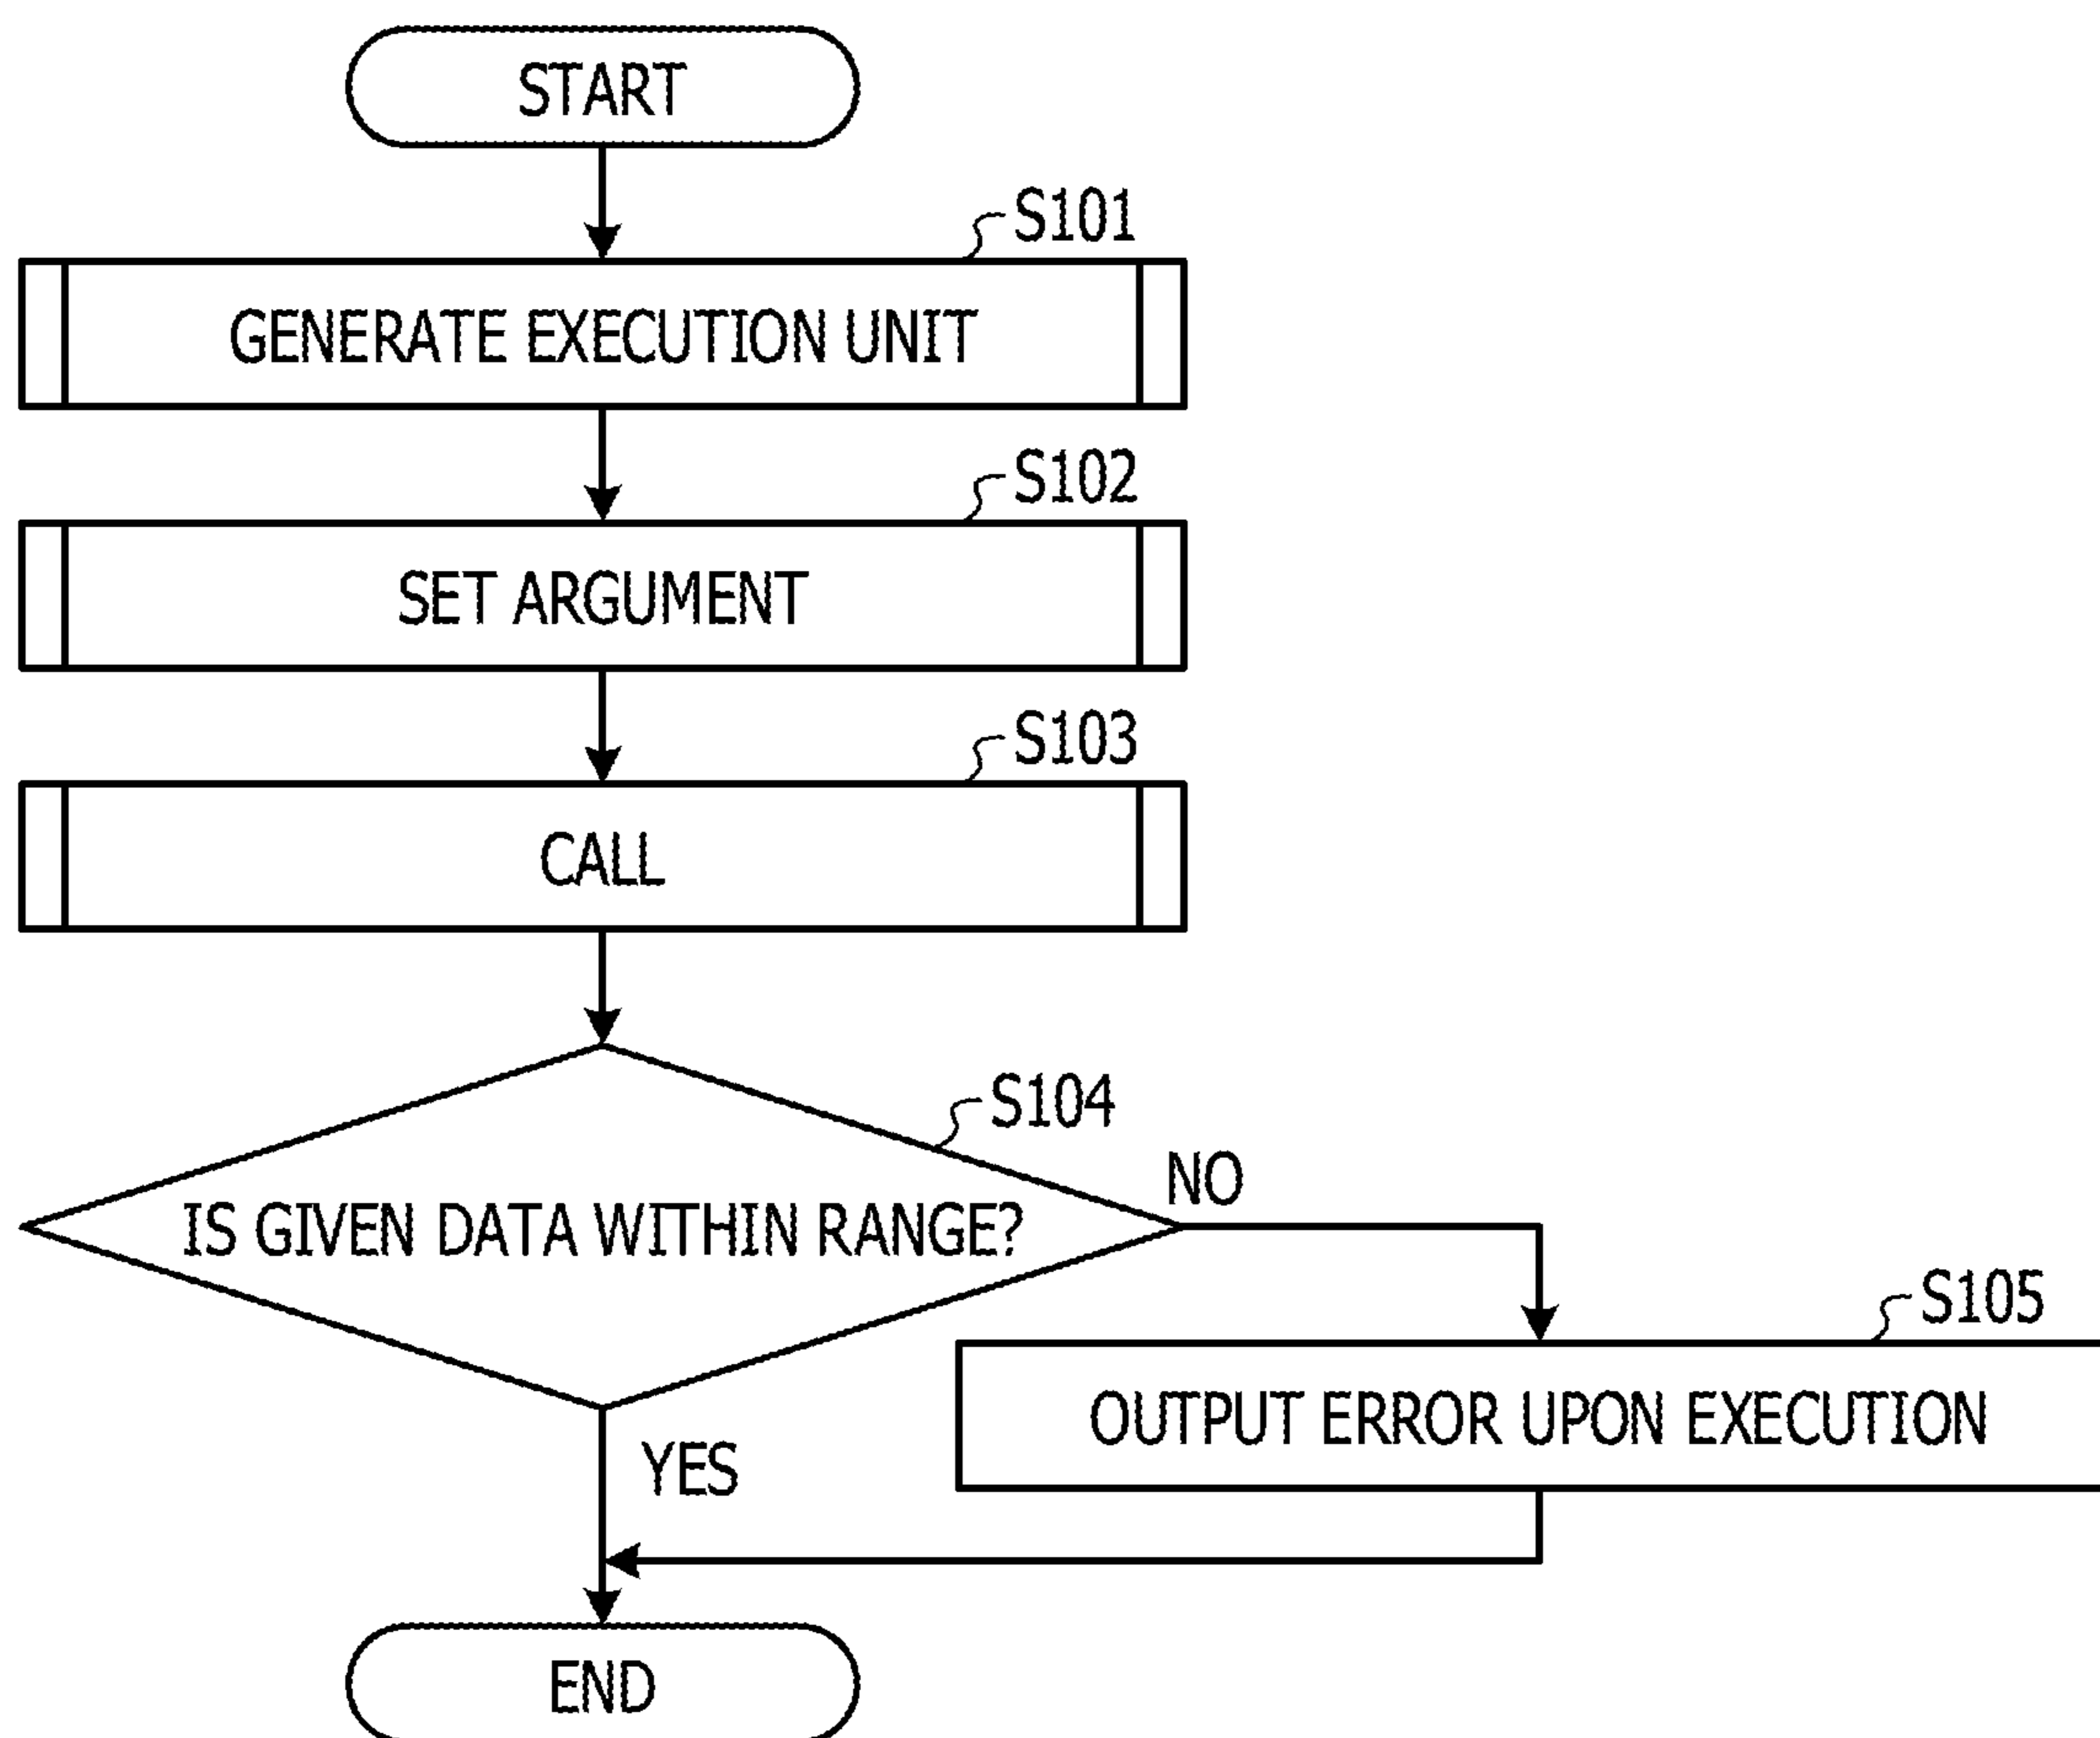 START
S101
GENERATE EXECUTION UNIT
S102
SET ARGUMENT
S103
CALL
S104
IS GIVEN DATA WITHIN RANGE?
NO
S105
OUTPUT ERROR UPON EXECUTION
YES
END